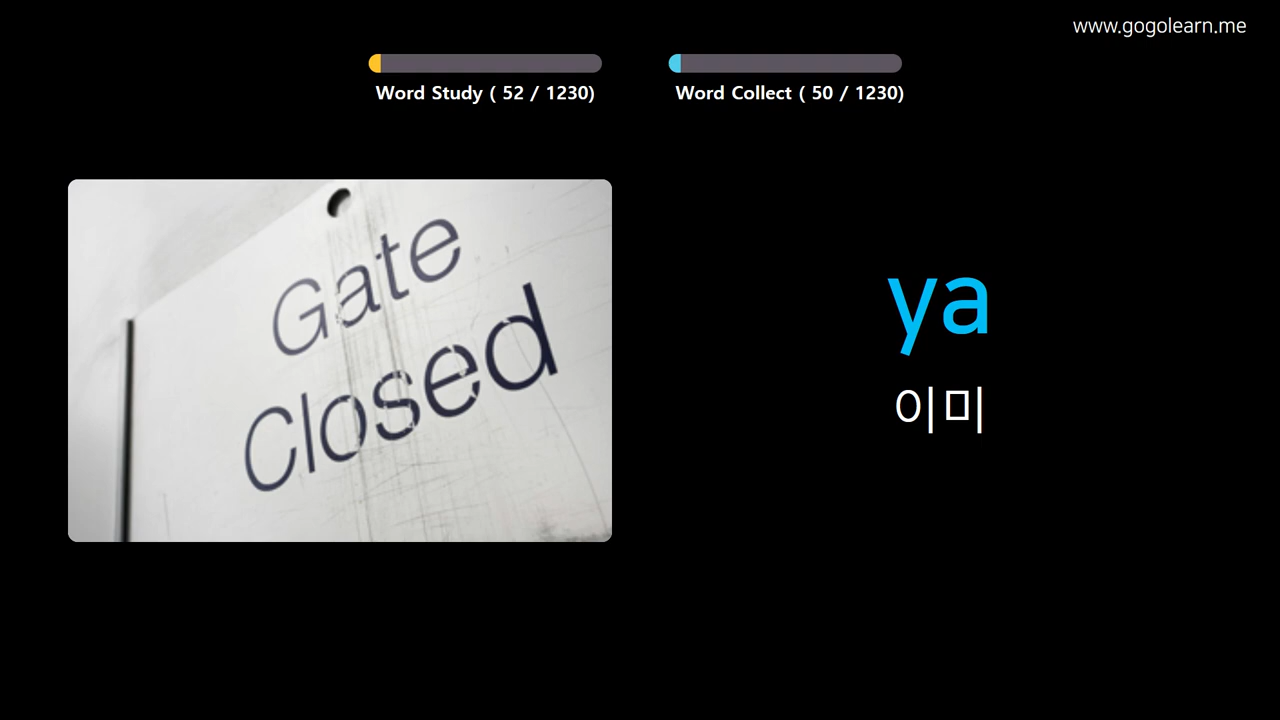 www.gogolearn.me
Word Study ( 52 / 1230)
Word Collect ( 50 / 1230)
Gate
Closed
ya
이미